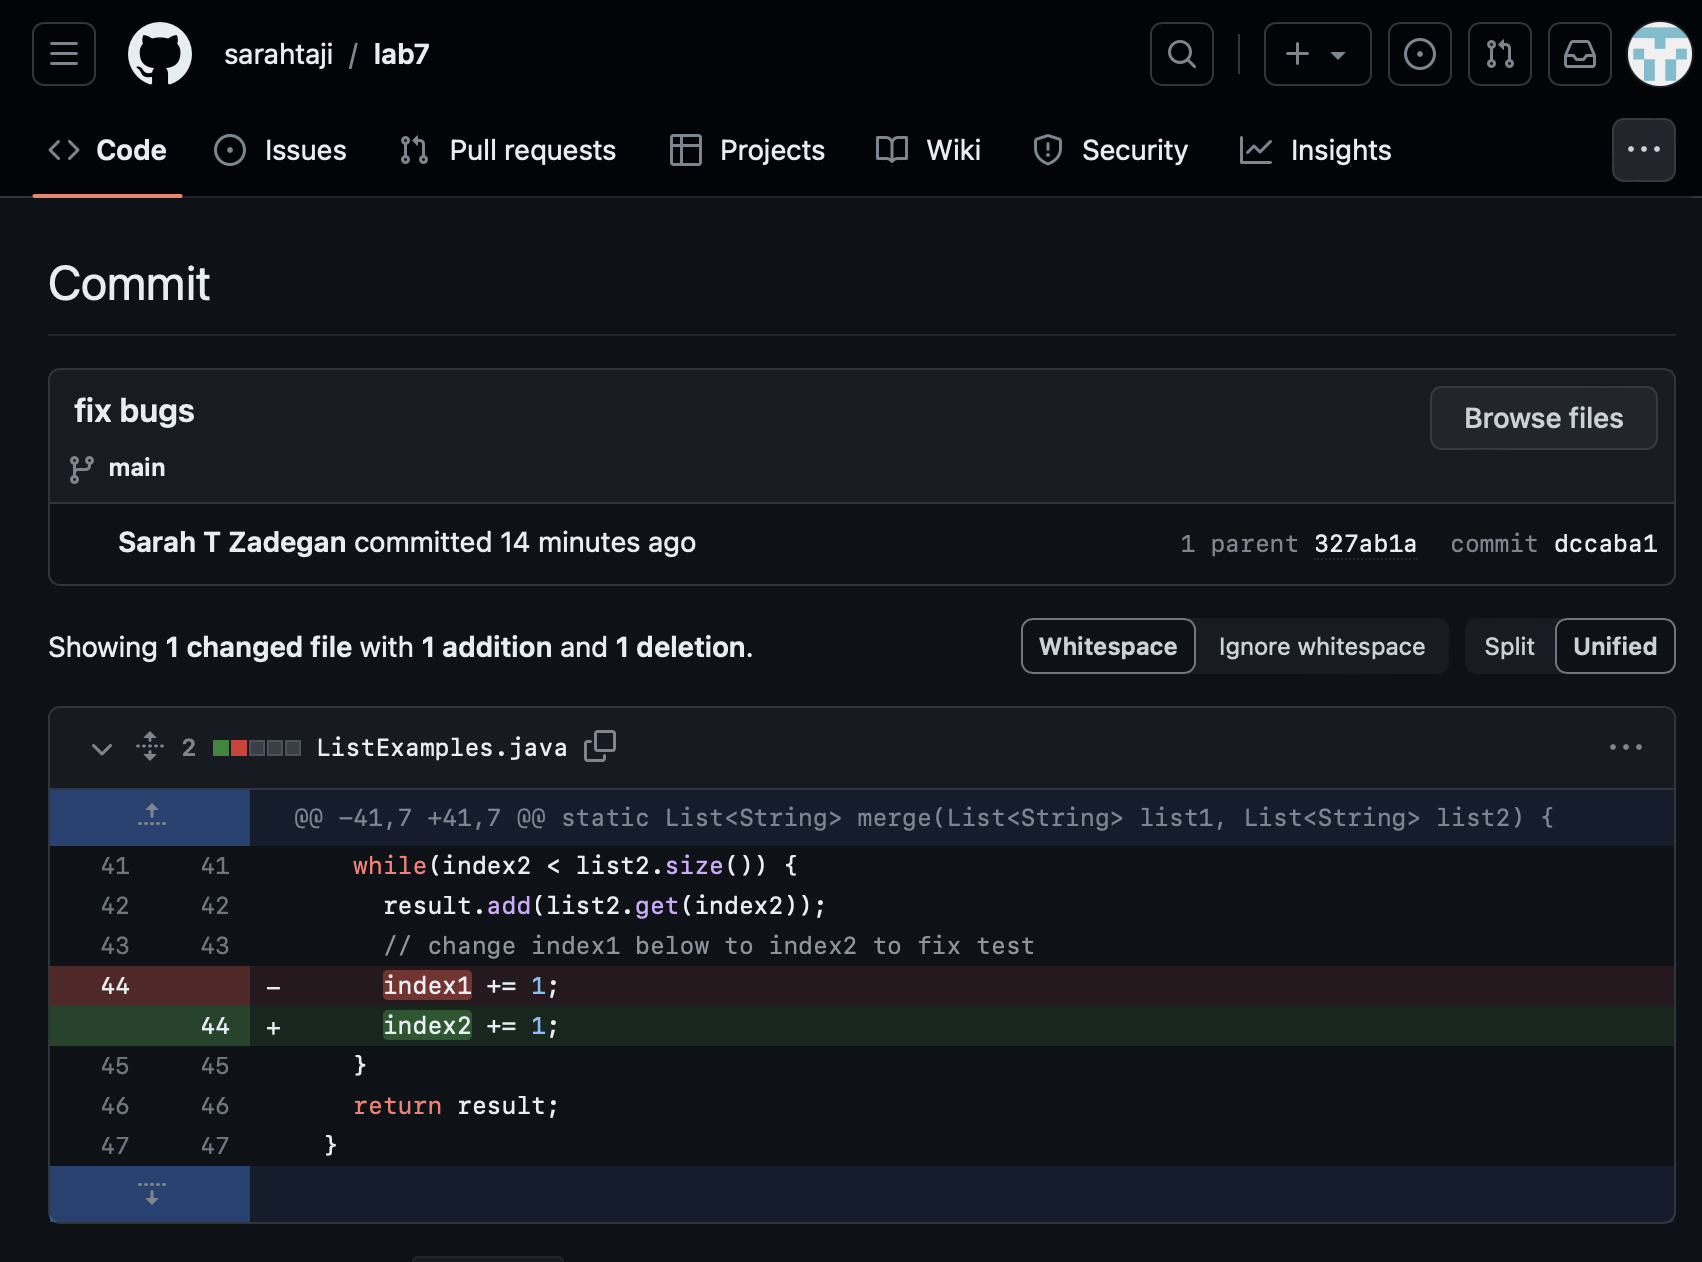 sarahtaji / lab7
Code Issues Pull requests Projects Wiki Security Insights
Commit
fix bugs
Browse files
main
Sarah T Zadegan committed 14 minutes ago 1 parent 327ab1a commit dccaba1
Showing 1 changed file with 1 addition and 1 deletion. Whitespace Ignore whitespace Split Unified
2 ListExamples.java
@@ -41,7 +41,7 @@ static List<String> merge(List<String> list1, List<String> list2) {
41 41 while(index2 < list2.size()) {
42 42 result.add(list2.get(index2));
43 43 // change index1 below to index2 to fix test
44 - index1 += 1;
44 + index2 += 1;
45 45 }
46 46 return result;
47 47 }